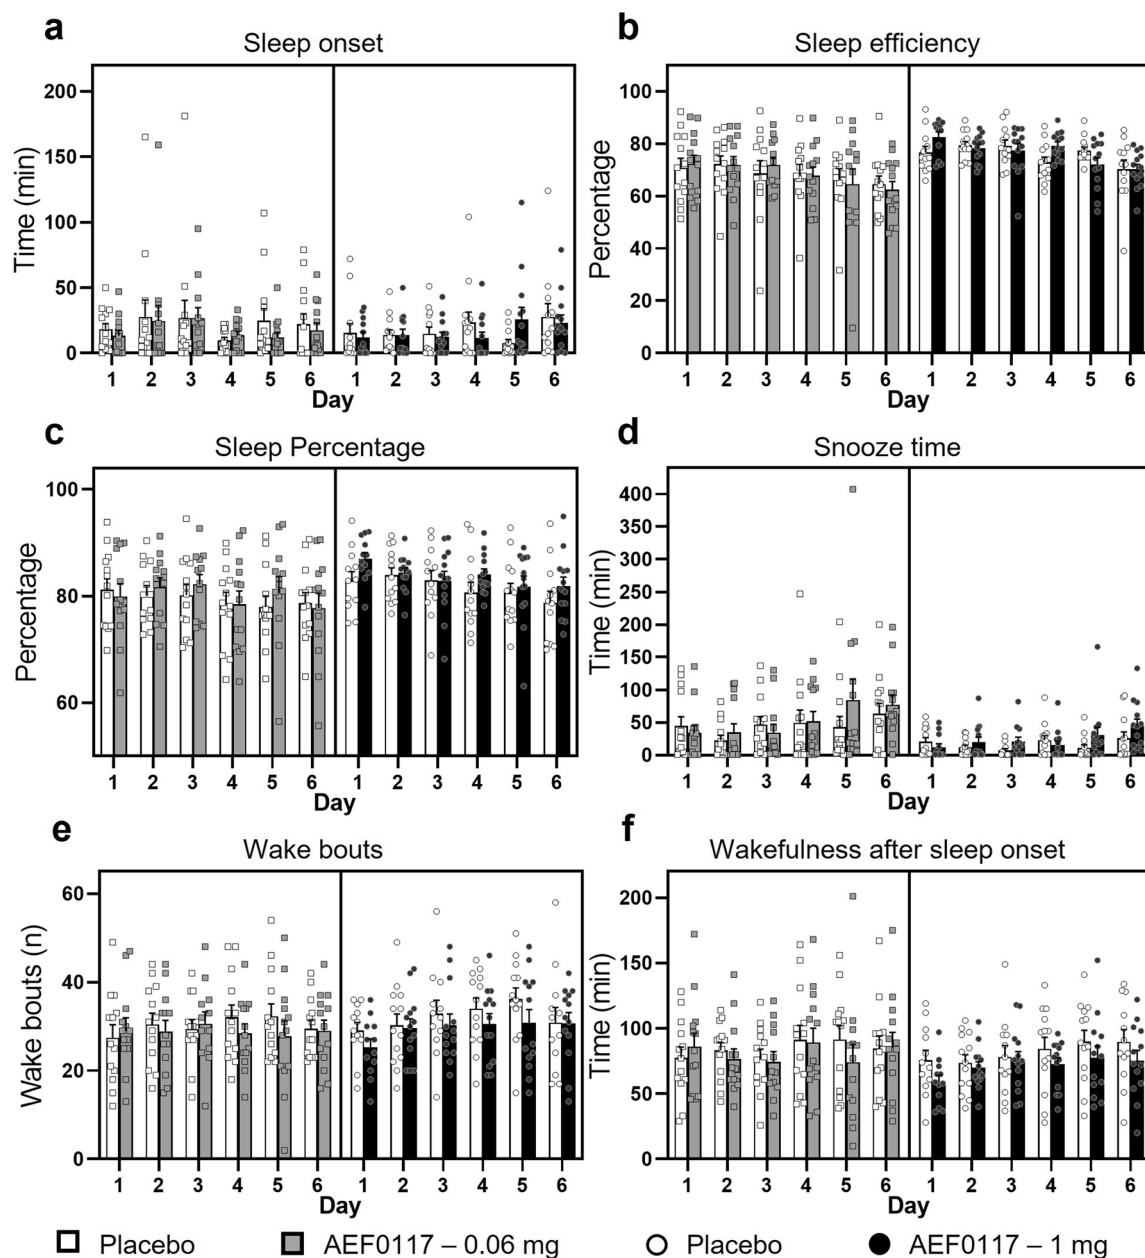 a
Sleep onset
Time (min)
200
150
100
50
0
1 2 3 4 5 6 1 2 3 4 5 6
Day
b
Sleep efficiency
Percentage
100
80
60
40
20
0
1 2 3 4 5 6 1 2 3 4 5 6
Day
c
Sleep Percentage
Percentage
100
80
60
1 2 3 4 5 6 1 2 3 4 5 6
Day
d
Snooze time
Time (min)
400
350
300
250
200
150
100
50
0
1 2 3 4 5 6 1 2 3 4 5 6
Day
e
Wake bouts
Wake bouts (n)
60
40
20
0
1 2 3 4 5 6 1 2 3 4 5 6
Day
f
Wakefulness after sleep onset
Time (min)
200
150
100
50
0
1 2 3 4 5 6 1 2 3 4 5 6
Day
Placebo AEF0117 – 0.06 mg Placebo AEF0117 – 1 mg